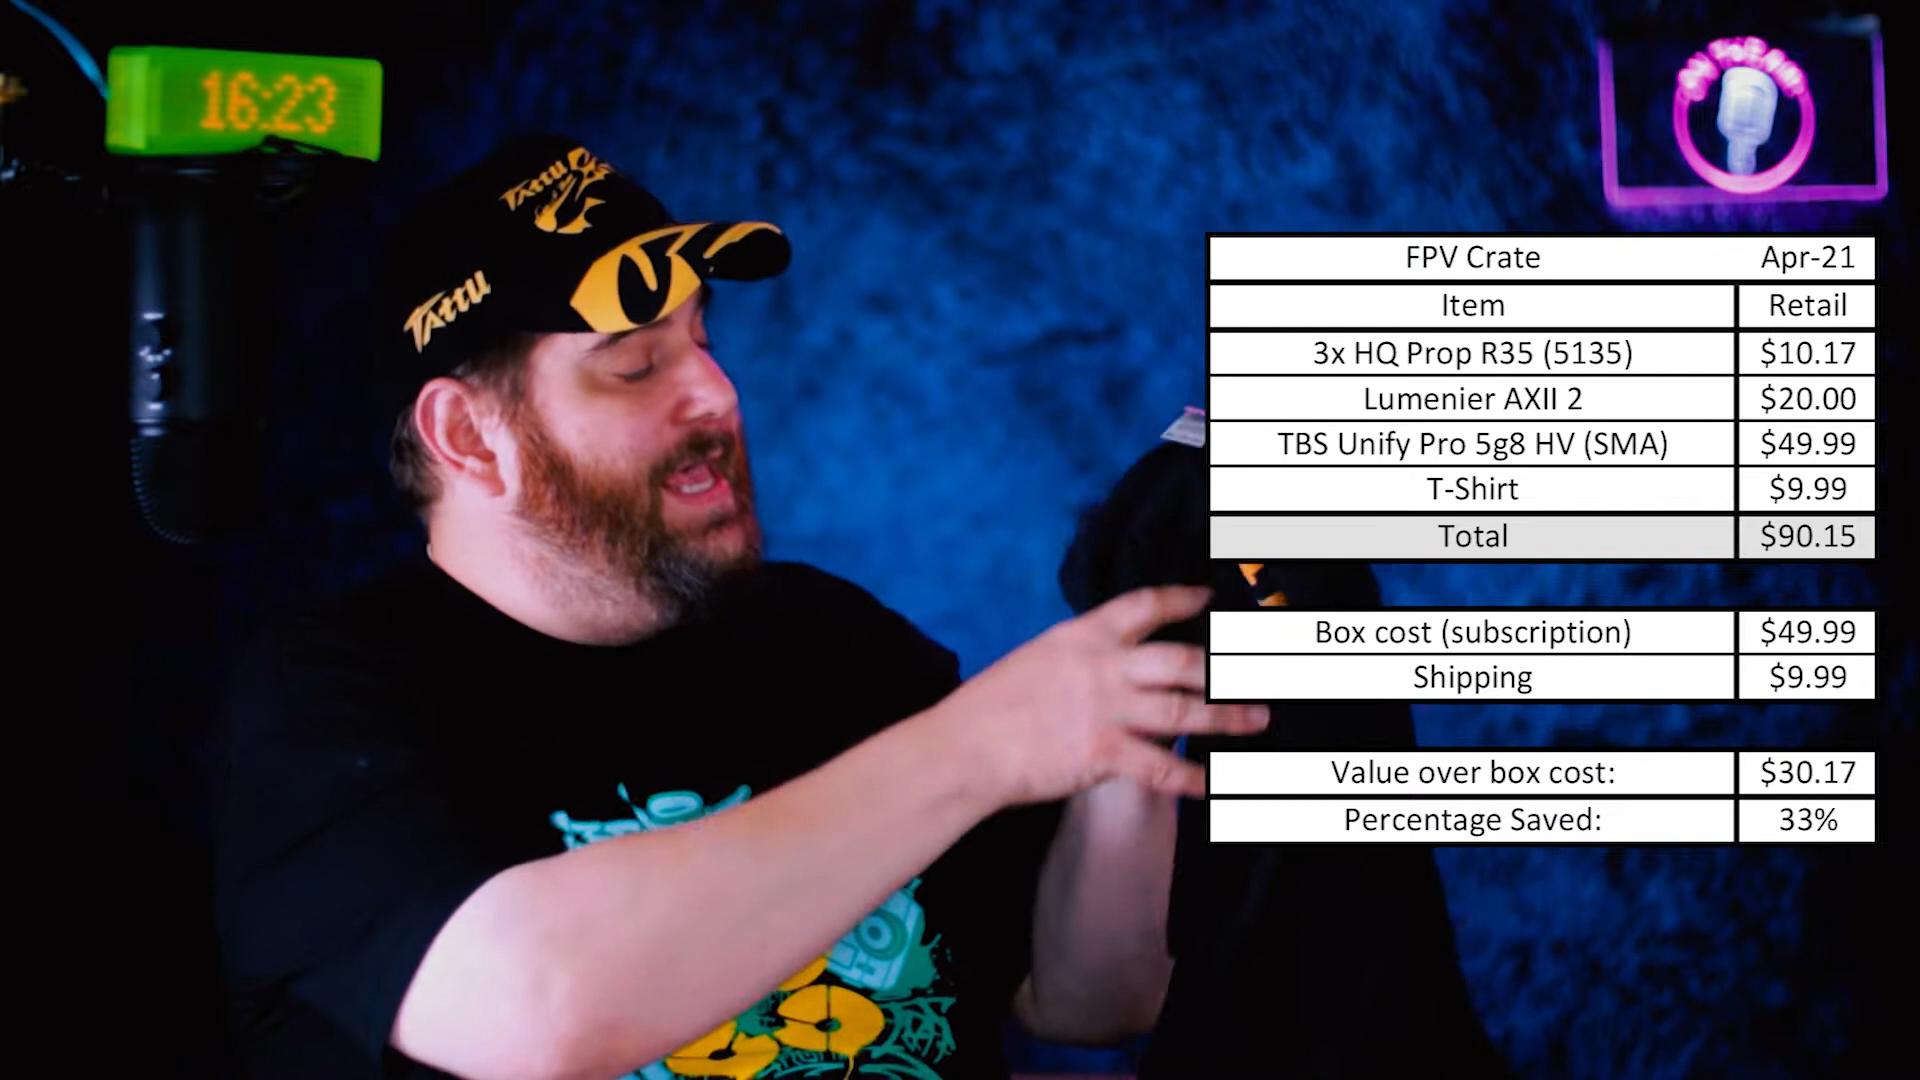 16:23
TATTU
TATTU
FPV Crate Apr-21
Item Retail
3x HQ Prop R35 (5135) $10.17
Lumenier AXII 2 $20.00
TBS Unify Pro 5g8 HV (SMA) $49.99
T-Shirt $9.99
Total $90.15
Box cost (subscription) $49.99
Shipping $9.99
Value over box cost: $30.17
Percentage Saved: 33%